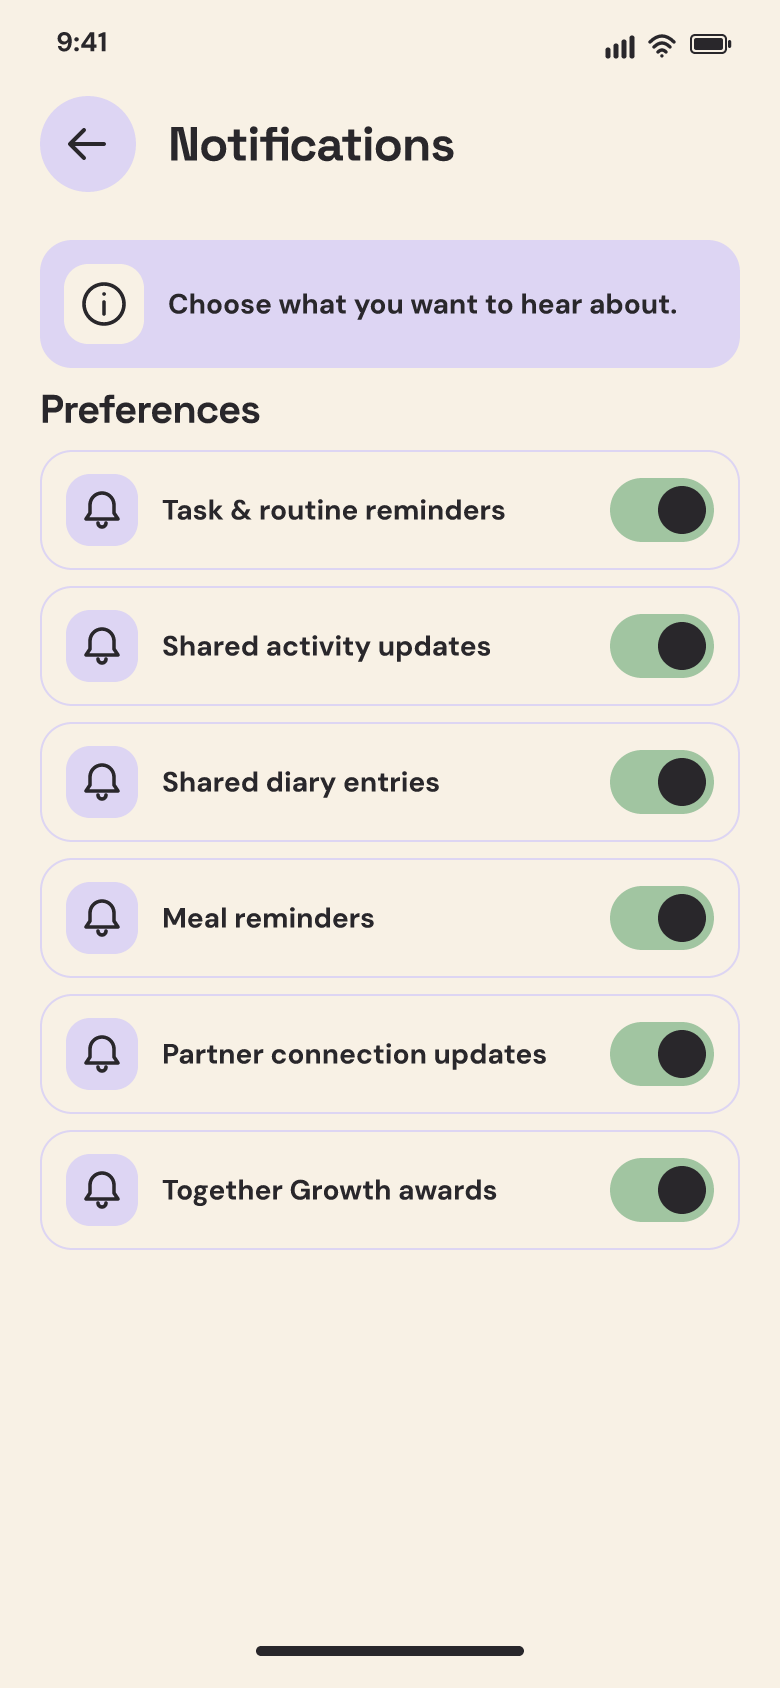 9:41
Notifications
Choose what you want to hear about.
Preferences
Task & routine reminders
Shared activity updates
Shared diary entries
Meal reminders
Partner connection updates
Together Growth awards